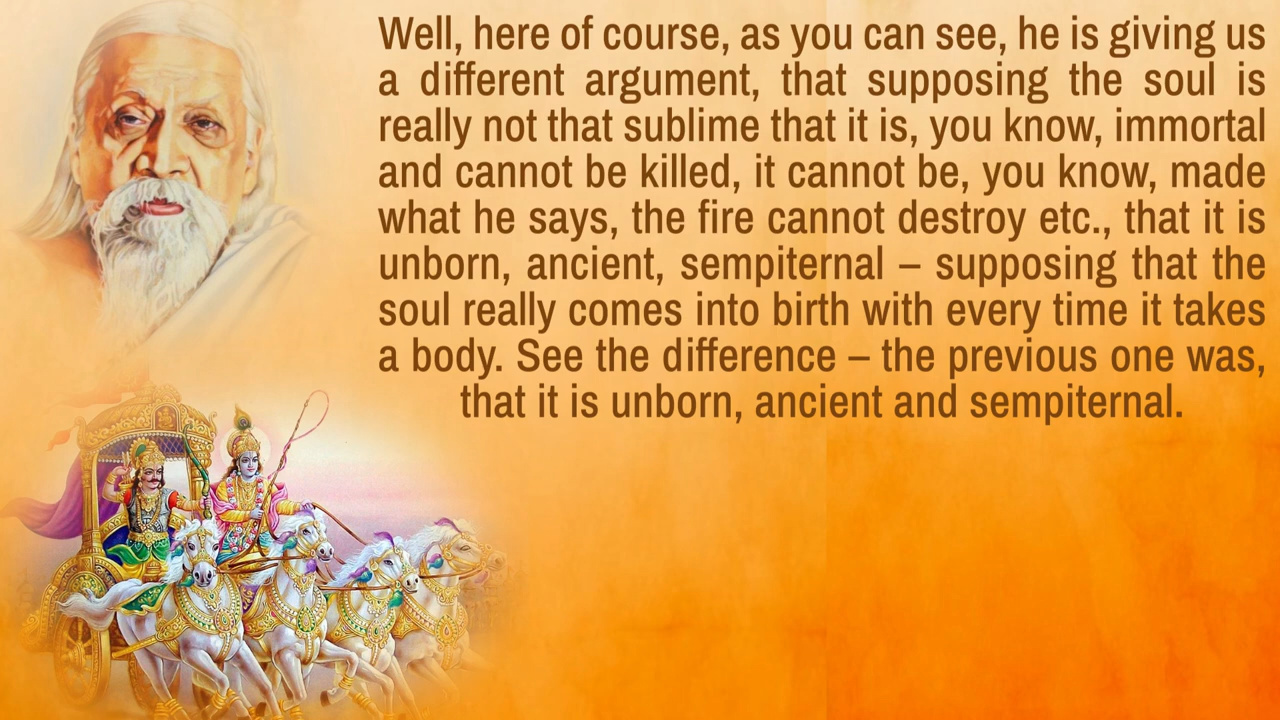 Well, here of course, as you can see, he is giving us
a different argument, that supposing the soul is
really not that sublime that it is, you know, immortal
and cannot be killed, it cannot be, you know, made
what he says, the fire cannot destroy etc., that it is
unborn, ancient, sempiternal – supposing that the
soul really comes into birth with every time it takes
a body. See the difference – the previous one was,
that it is unborn, ancient and sempiternal.